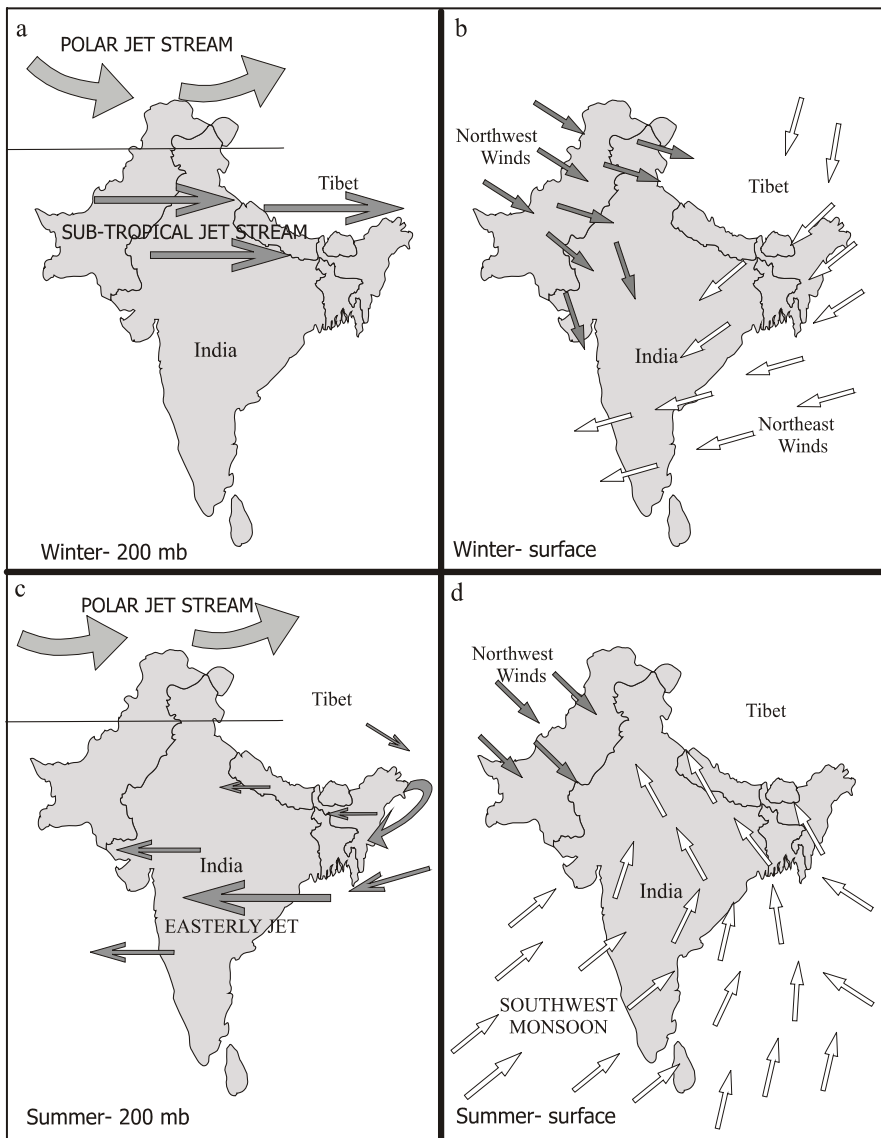 a
POLAR JET STREAM
Tibet
SUB-TROPICAL JET STREAM
India
Winter- 200 mb
b
Northwest
Winds
Tibet
India
Northeast
Winds
Winter- surface
c
POLAR JET STREAM
Tibet
India
EASTERLY JET
Summer- 200 mb
d
Northwest
Winds
Tibet
India
SOUTHWEST
MONSOON
Summer- surface